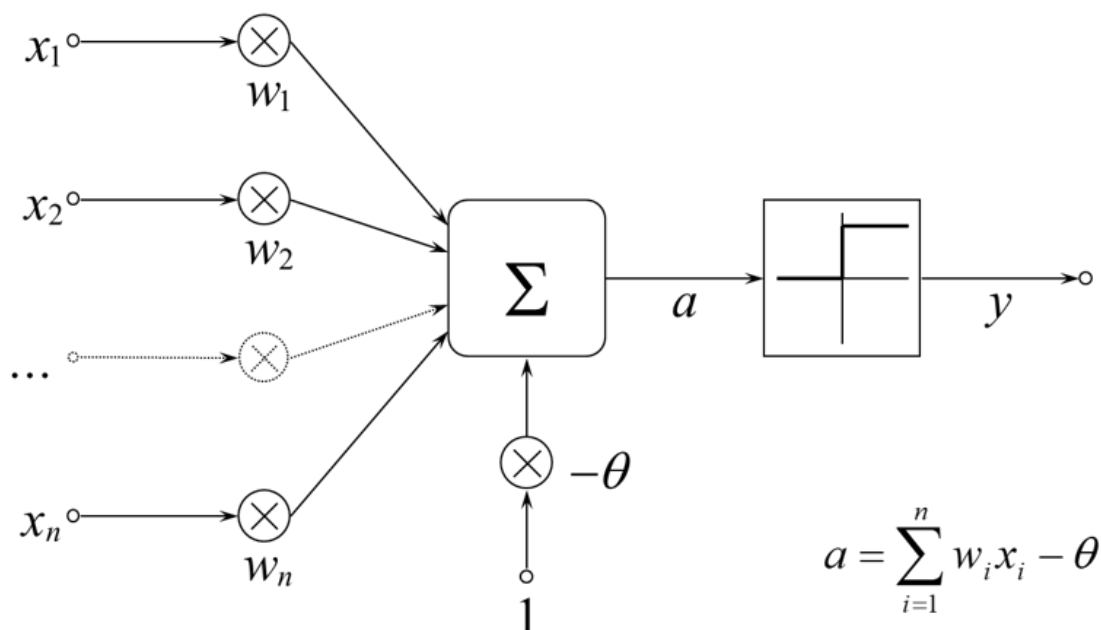 x₁
w₁
x₂
w₂
Σ
a
y
...
−θ
xₙ
wₙ
1
a = Σ_{i=1}^{n} w_i x_i − θ